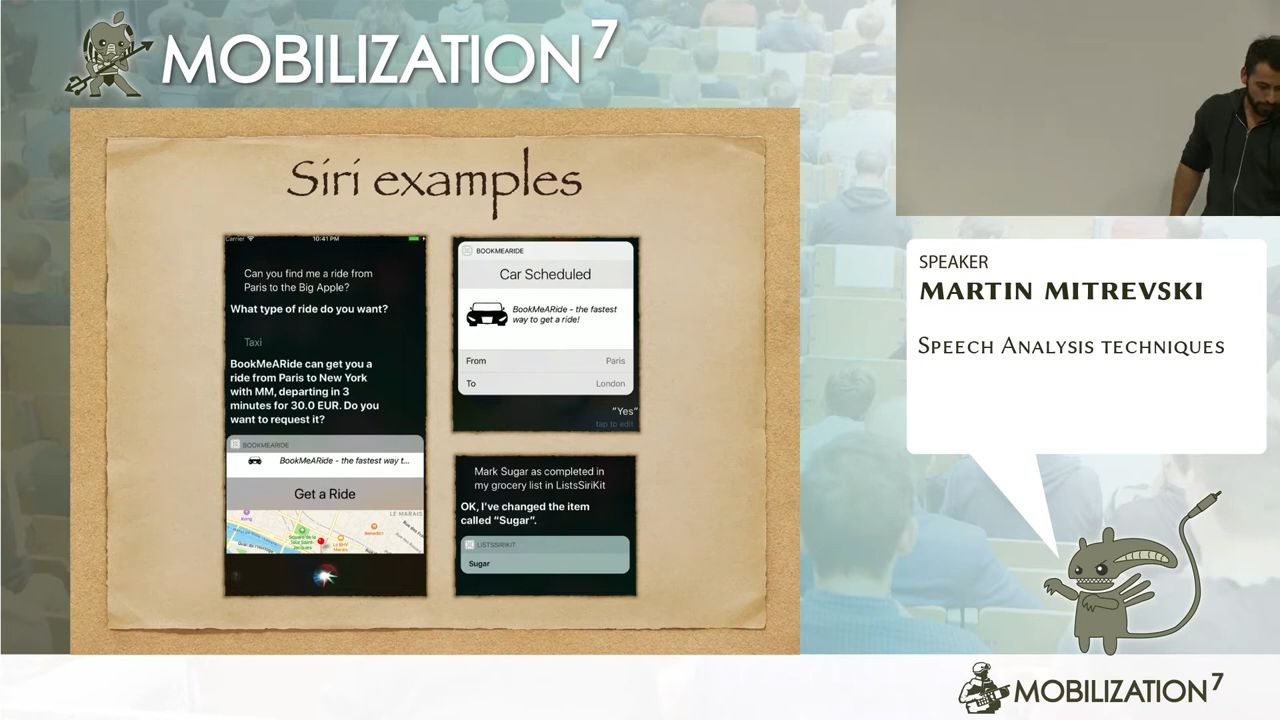 MOBILIZATION 7
Siri examples
Carrier 10:41 PM
Can you find me a ride from
Paris to the Big Apple?
What type of ride do you want?
Taxi
BookMeARide can get you a
ride from Paris to New York
with MM, departing in 3
minutes for 30.0 EUR. Do you
want to request it?
BOOKMEARIDE
BookMeARide - the fastest way t...
Get a Ride
LE MARAIS
BOOKMEARIDE
Car Scheduled
BookMeARide - the fastest
way to get a ride!
From Paris
To London
“Yes”
tap to edit
Mark Sugar as completed in
my grocery list in ListsSiriKit
OK, I've changed the item
called “Sugar”.
LISTSSIRIKIT
Sugar
SPEAKER
MARTIN MITREVSKI
SPEECH ANALYSIS TECHNIQUES
MOBILIZATION 7